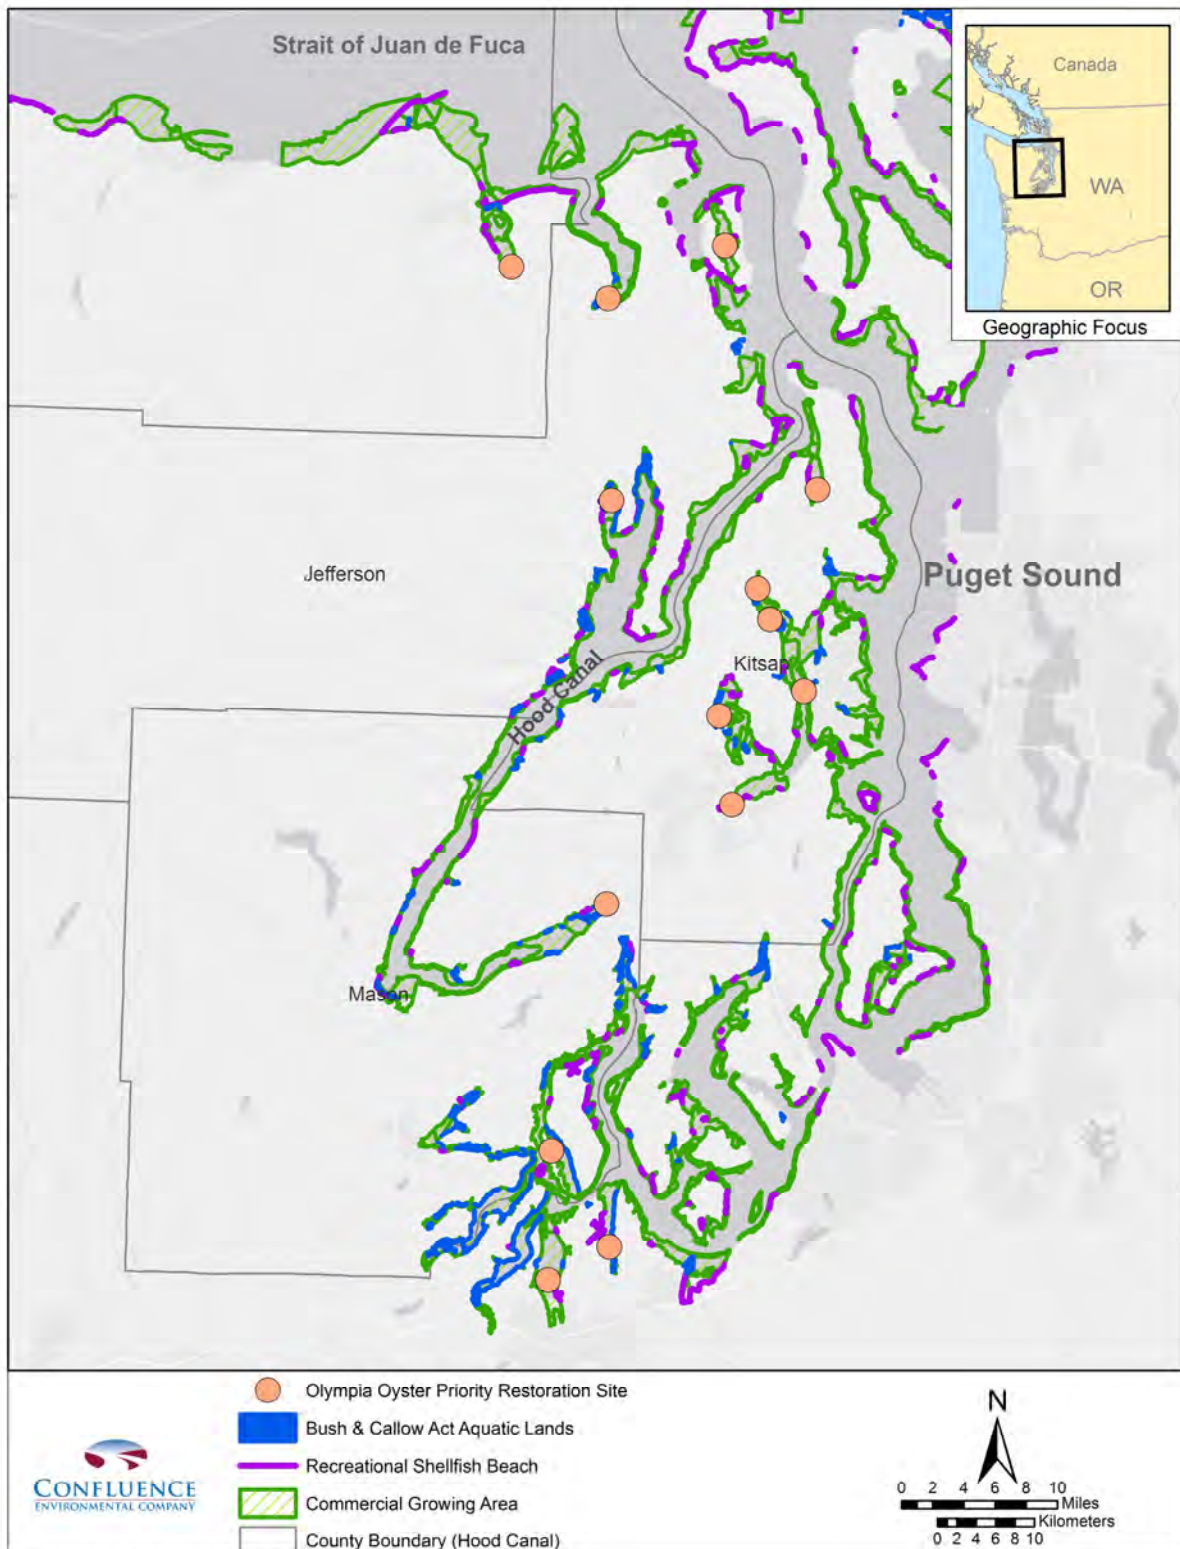 Strait of Juan de Fuca
Canada
WA
OR
Geographic Focus
Jefferson
Puget Sound
Kitsap
Hood Canal
Mason
Olympia Oyster Priority Restoration Site
Bush & Callow Act Aquatic Lands
Recreational Shellfish Beach
Commercial Growing Area
County Boundary (Hood Canal)
CONFLUENCE
ENVIRONMENTAL COMPANY
N
0 2 4 6 8 10
Miles
Kilometers
0 2 4 6 8 10